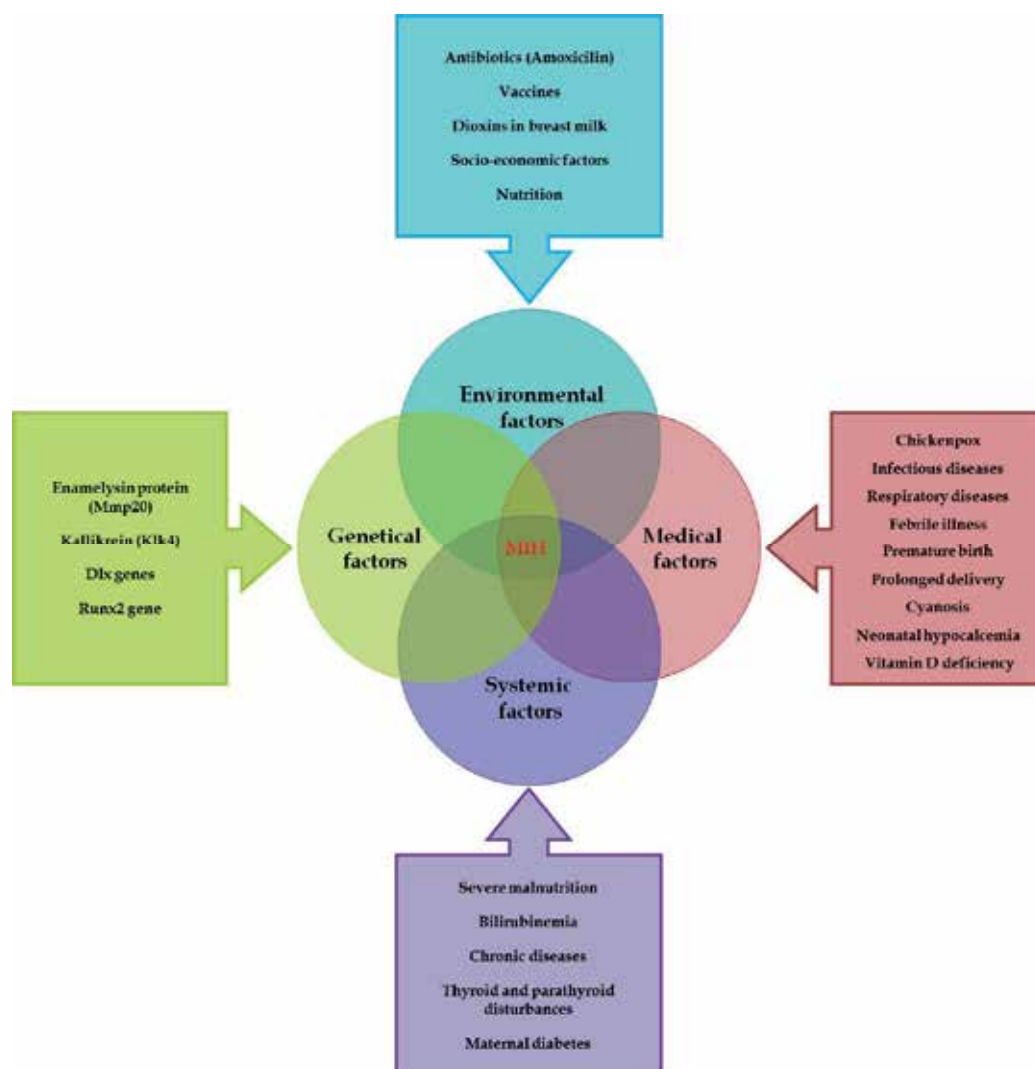 Antibiotics (Amoxicilin)
Vaccines
Dioxins in breast milk
Socio-economic factors
Nutrition
Environmental
factors
Enamelysin protein
(Mmp20)
Kallikrein (Klk4)
Dlx genes
Runx2 gene
Genetical
factors
MIH
Medical
factors
Chickenpox
Infectious diseases
Respiratory diseases
Febrile illness
Premature birth
Prolonged delivery
Cyanosis
Neonatal hypocalcemia
Vitamin D deficiency
Systemic
factors
Severe malnutrition
Bilirubinemia
Chronic diseases
Thyroid and parathyroid
disturbances
Maternal diabetes